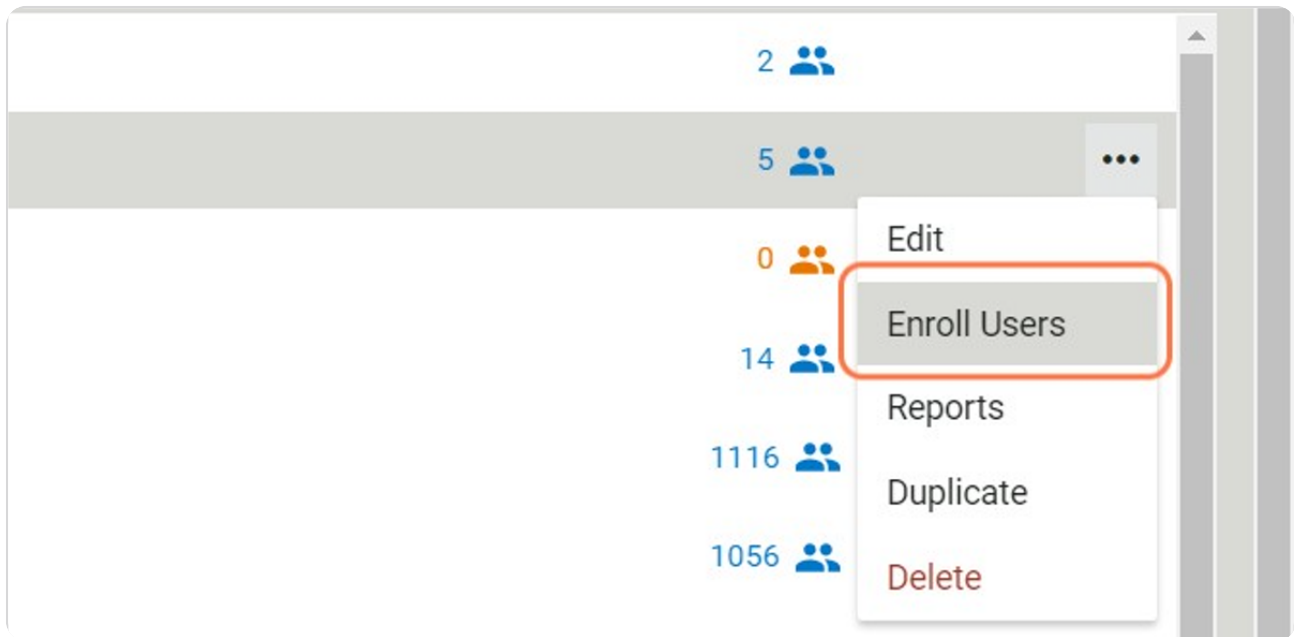 2
5
Edit
0
Enroll Users
14
Reports
1116
Duplicate
1056
Delete